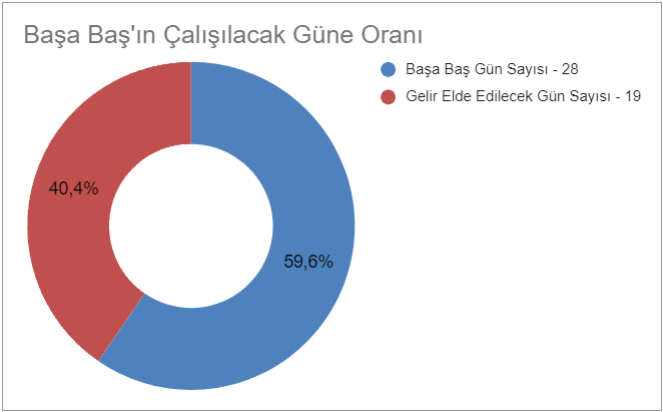 Başa Baş'ın Çalışılacak Güne Oranı
Başa Baş Gün Sayısı - 28
Gelir Elde Edilecek Gün Sayısı - 19
40,4%
59,6%